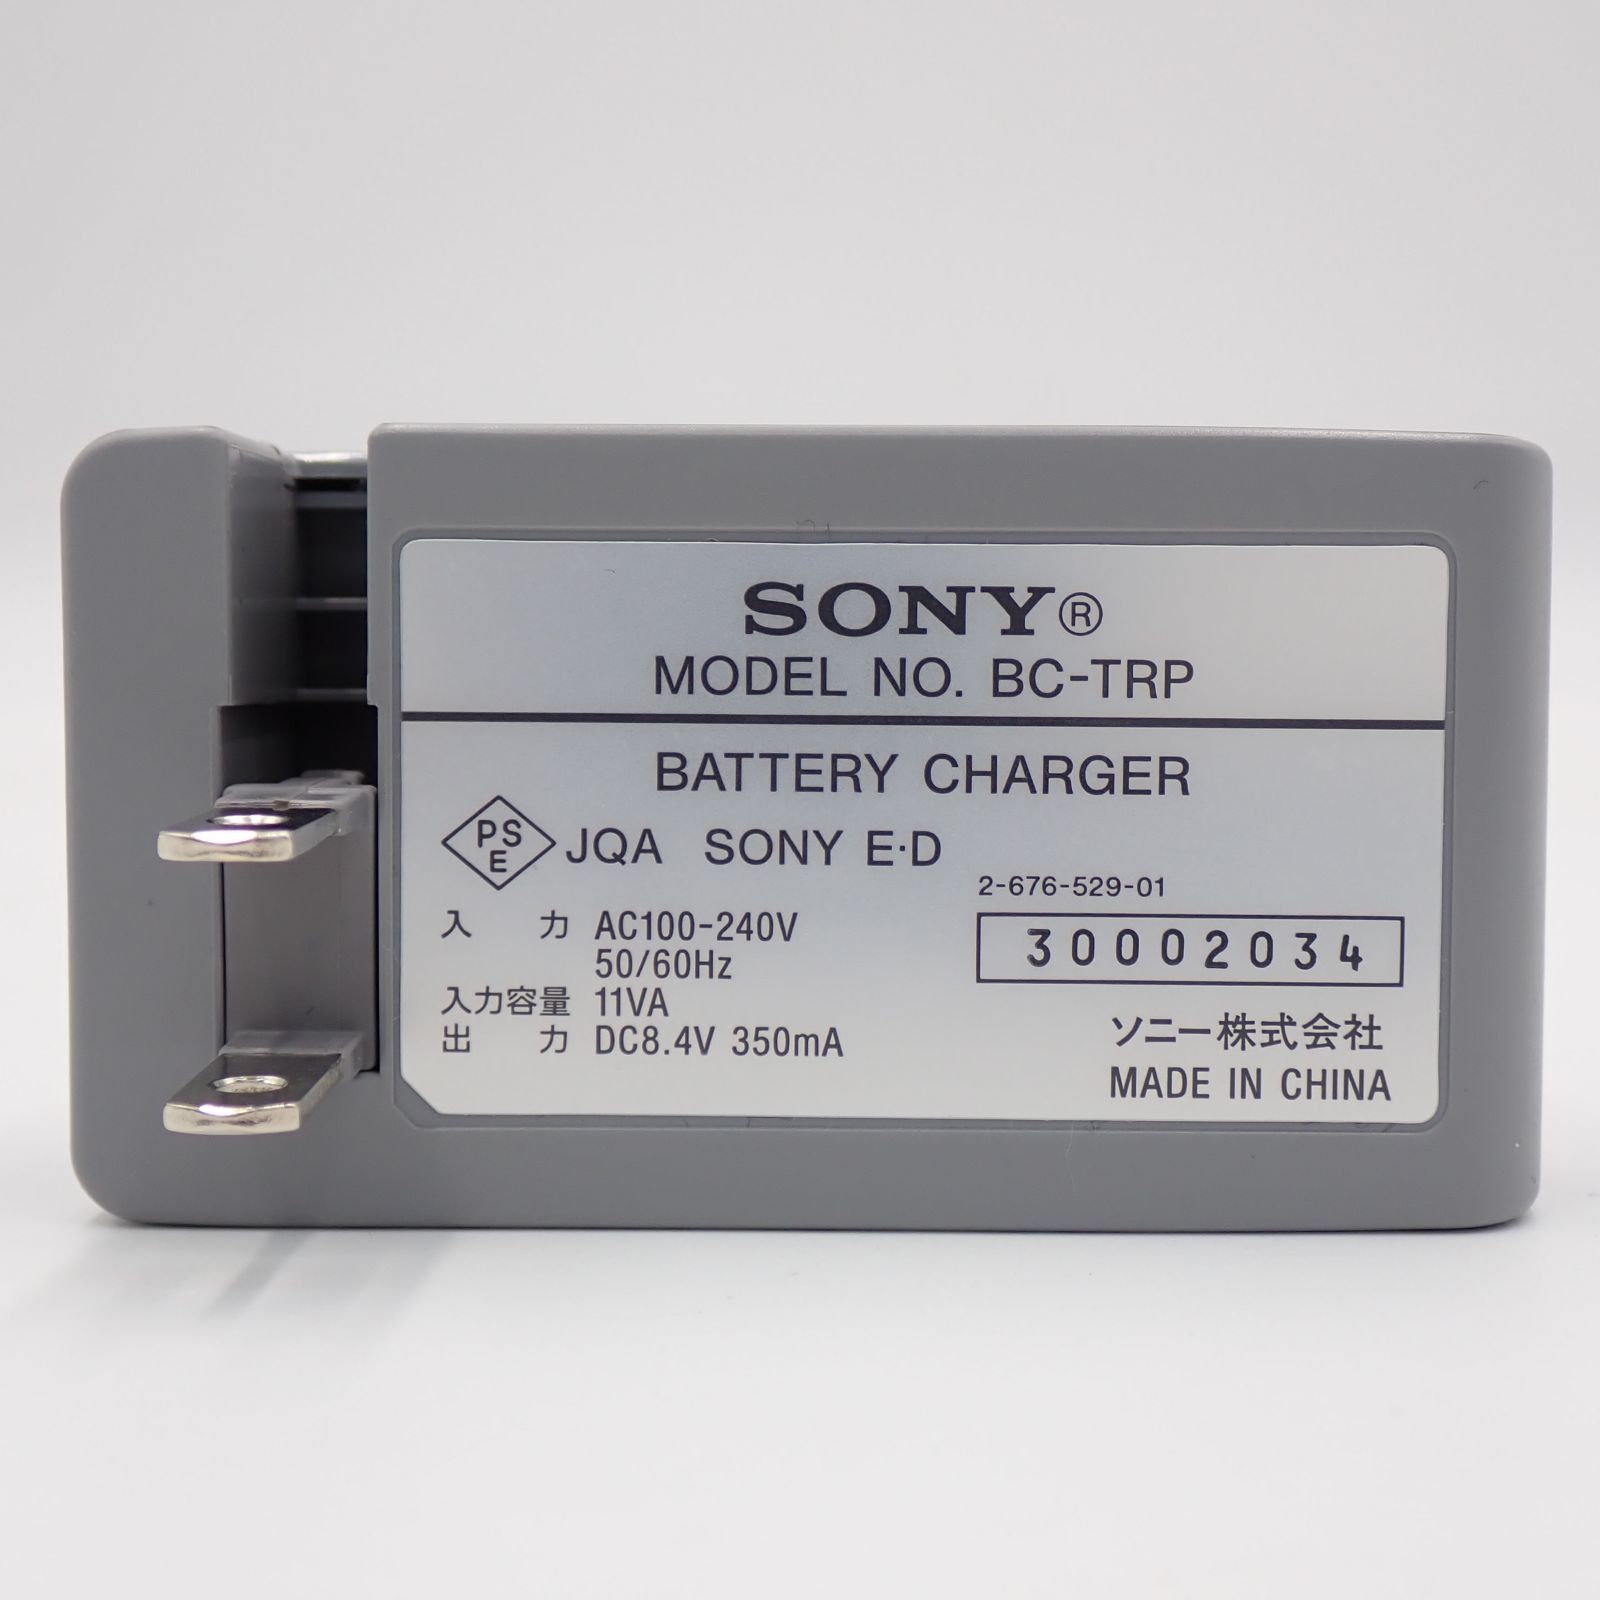 SONY®
MODEL NO. BC-TRP
BATTERY CHARGER
PSE JQA SONY E·D
2-676-529-01
入力 AC100-240V
50/60Hz
30002034
入力容量 11VA
出力 DC8.4V 350mA
ソニー株式会社
MADE IN CHINA